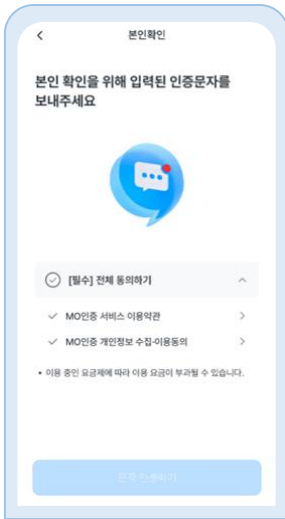 본인확인
본인 확인을 위해 입력된 인증문자를
보내주세요
[필수] 전체 동의하기
MO인증 서비스 이용약관
MO인증 개인정보 수집·이용동의
• 이용 중인 요금제에 따라 이용 요금이 부과될 수 있습니다.
문자 인증하기